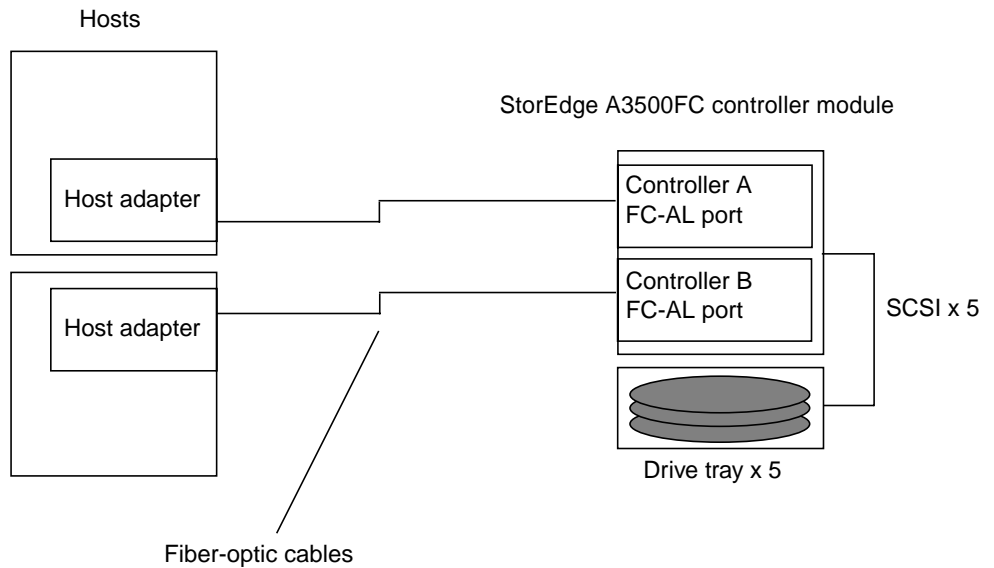 Hosts
StorEdge A3500FC controller module
Host adapter
Controller A
FC-AL port
Host adapter
Controller B
FC-AL port
SCSI x 5
Drive tray x 5
Fiber-optic cables